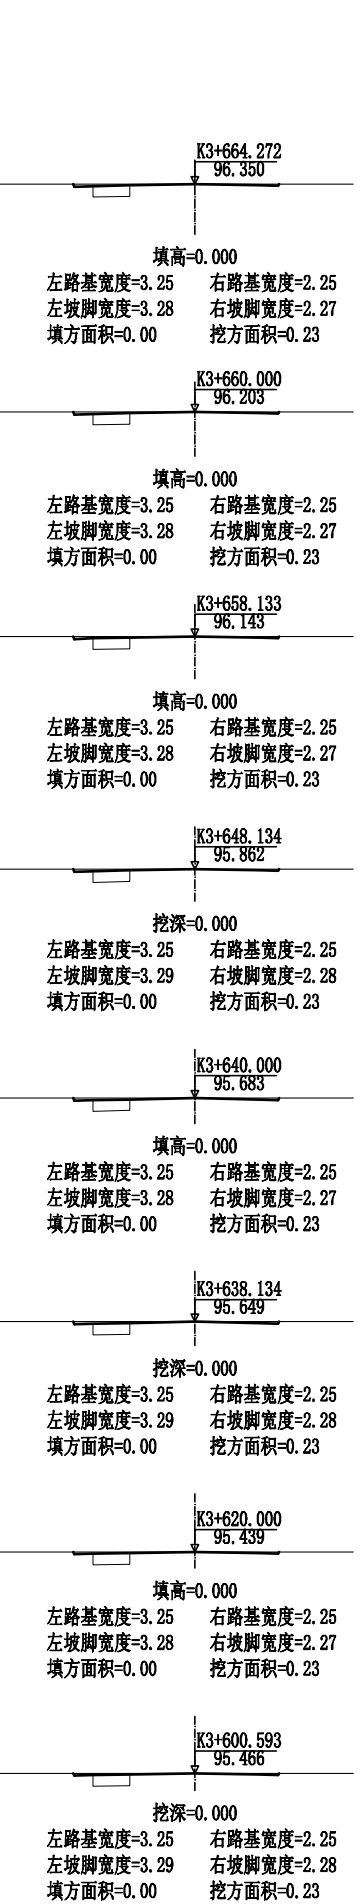 K3+664.272
96.350
填高=0.000
左路基宽度=3.25 右路基宽度=2.25
左坡脚宽度=3.28 右坡脚宽度=2.27
填方面积=0.00 挖方面积=0.23
K3+660.000
96.203
填高=0.000
左路基宽度=3.25 右路基宽度=2.25
左坡脚宽度=3.28 右坡脚宽度=2.27
填方面积=0.00 挖方面积=0.23
K3+658.133
96.143
填高=0.000
左路基宽度=3.25 右路基宽度=2.25
左坡脚宽度=3.28 右坡脚宽度=2.27
填方面积=0.00 挖方面积=0.23
K3+648.134
95.862
挖深=0.000
左路基宽度=3.25 右路基宽度=2.25
左坡脚宽度=3.29 右坡脚宽度=2.28
填方面积=0.00 挖方面积=0.23
K3+640.000
95.683
填高=0.000
左路基宽度=3.25 右路基宽度=2.25
左坡脚宽度=3.28 右坡脚宽度=2.27
填方面积=0.00 挖方面积=0.23
K3+638.134
95.649
挖深=0.000
左路基宽度=3.25 右路基宽度=2.25
左坡脚宽度=3.29 右坡脚宽度=2.28
填方面积=0.00 挖方面积=0.23
K3+620.000
95.439
填高=0.000
左路基宽度=3.25 右路基宽度=2.25
左坡脚宽度=3.28 右坡脚宽度=2.27
填方面积=0.00 挖方面积=0.23
K3+600.593
95.466
挖深=0.000
左路基宽度=3.25 右路基宽度=2.25
左坡脚宽度=3.29 右坡脚宽度=2.28
填方面积=0.00 挖方面积=0.23